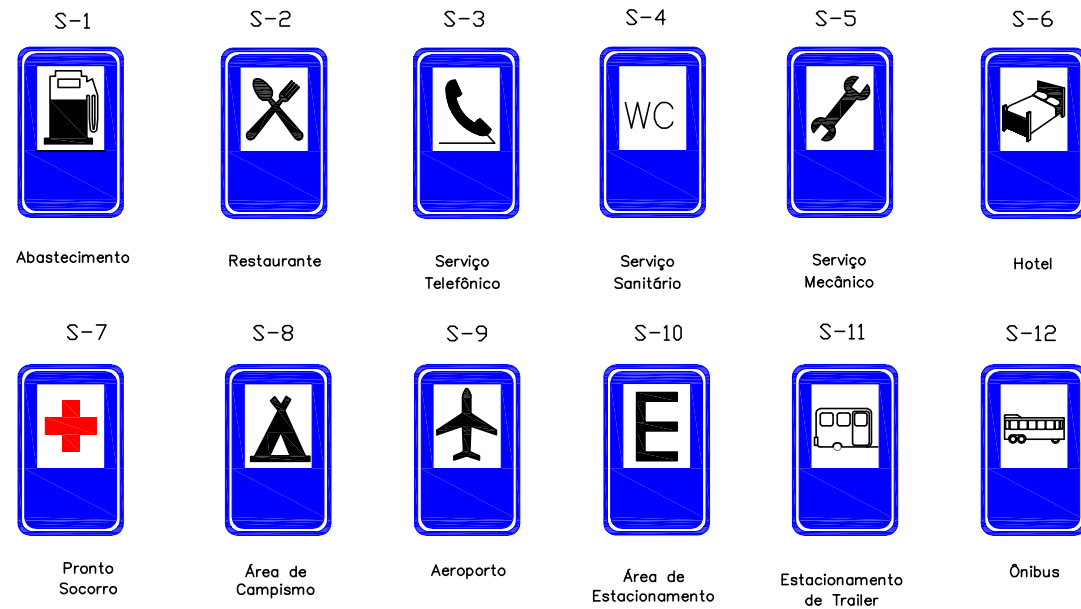 S-1 S-2 S-3 S-4 S-5 S-6
WC
Abastecimento
Restaurante
Serviço
Telefônico
Serviço
Sanitário
Serviço
Mecânico
Hotel
S-7 S-8 S-9 S-10 S-11 S-12
E
Pronto
Socorro
Área de
Campismo
Aeroporto
Área de
Estacionamento
Estacionamento
de Trailer
Ônibus